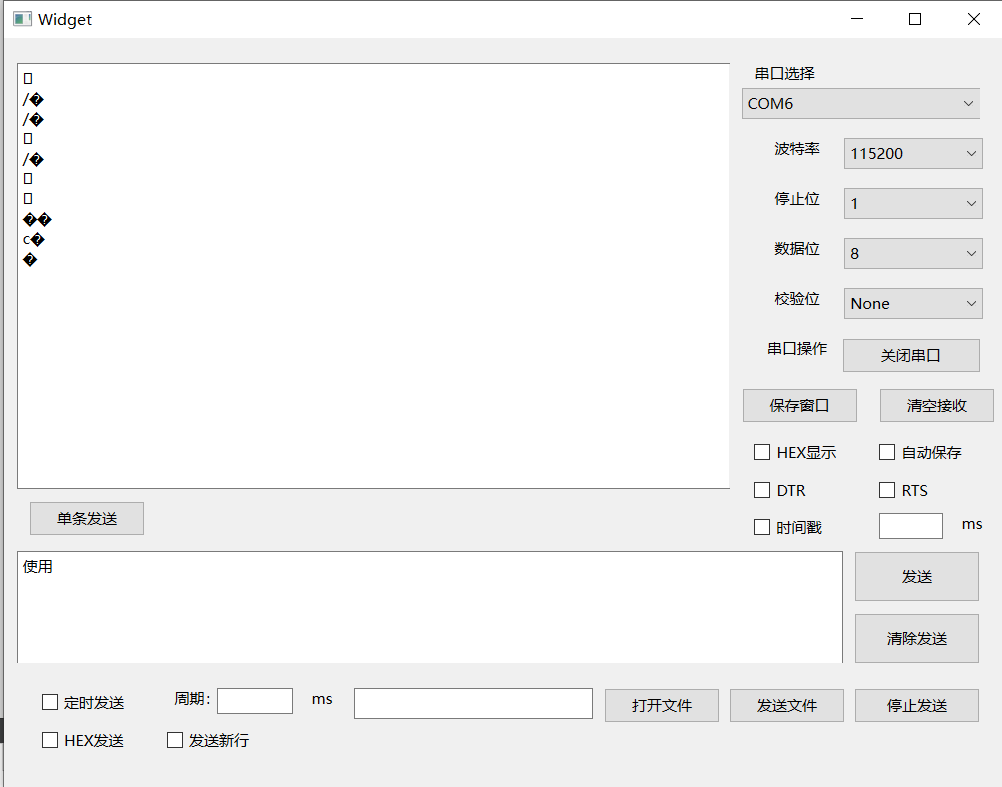 Widget
串口选择
COM6
/�
/�
/�
��
c�
�
波特率
115200
停止位
1
数据位
8
校验位
None
串口操作
关闭串口
保存窗口
清空接收
HEX显示
自动保存
DTR
RTS
时间戳
ms
单条发送
使用
发送
清除发送
定时发送
周期：
ms
打开文件
发送文件
停止发送
HEX发送
发送新行